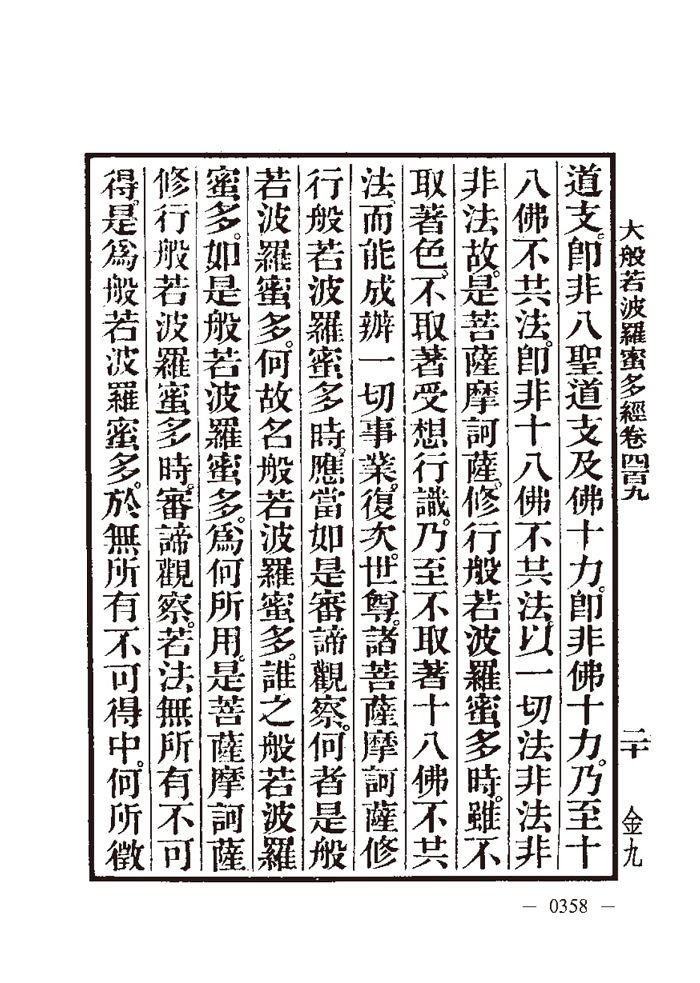 大般若波羅蜜多經卷四百九 二十 金九
道支。卽非八聖道支及佛十力。卽非佛十力。乃至十
八佛不共法。卽非十八佛不共法。以一切法非法非
非法故。是菩薩摩訶薩。修行般若波羅蜜多時。雖不
取著色。不取著受想行識。乃至不取著十八佛不共
法。而能成辦一切事業。復次。世尊。諸菩薩摩訶薩修
行般若波羅蜜多時。應當如是審諦觀察。何者是般
若波羅蜜多。何故名般若波羅蜜多。誰之般若波羅
蜜多。如是般若波羅蜜多。爲何所用。是菩薩摩訶薩
修行般若波羅蜜多時。審諦觀察。若法無所有不可
得。是爲般若波羅蜜多。於無所有不可得中。何所徵
— 0358 —